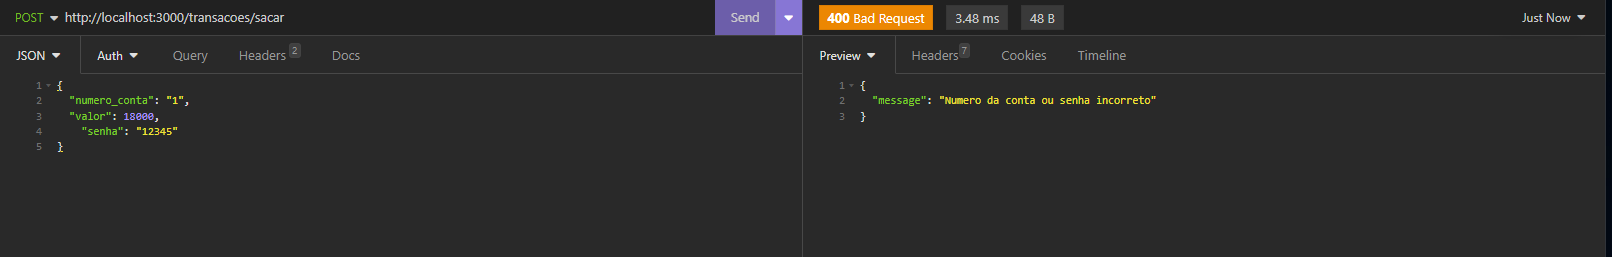 POST http://localhost:3000/transacoes/sacar Send 400 Bad Request 3.48 ms 48 B Just Now
JSON Auth Query Headers 2 Docs Preview Headers 7 Cookies Timeline
1 {
2 "numero_conta": "1",
3 "valor": 18000,
4 "senha": "12345"
5 }
1 {
2 "message": "Numero da conta ou senha incorreto"
3 }